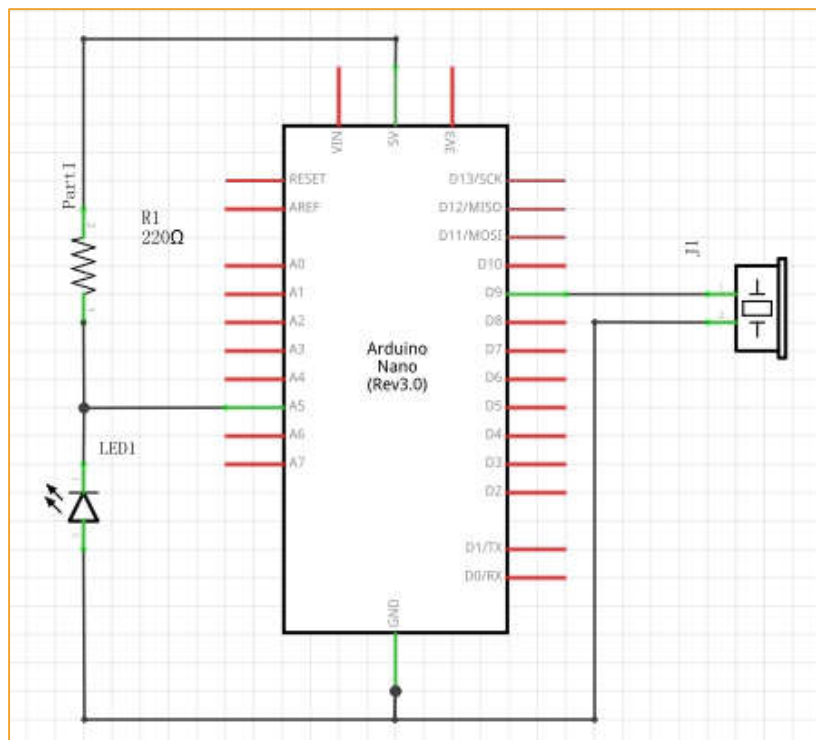 VIN
5V
3V3
Part1
R1
220Ω
RESET
AREF
A0
A1
A2
A3
A4
A5
A6
A7
LED1
Arduino
Nano
(Rev3.0)
D13/SCK
D12/MISO
D11/MOSI
D10
D9
D8
D7
D6
D5
D4
D3
D2
D1/TX
D0/RX
GND
J1